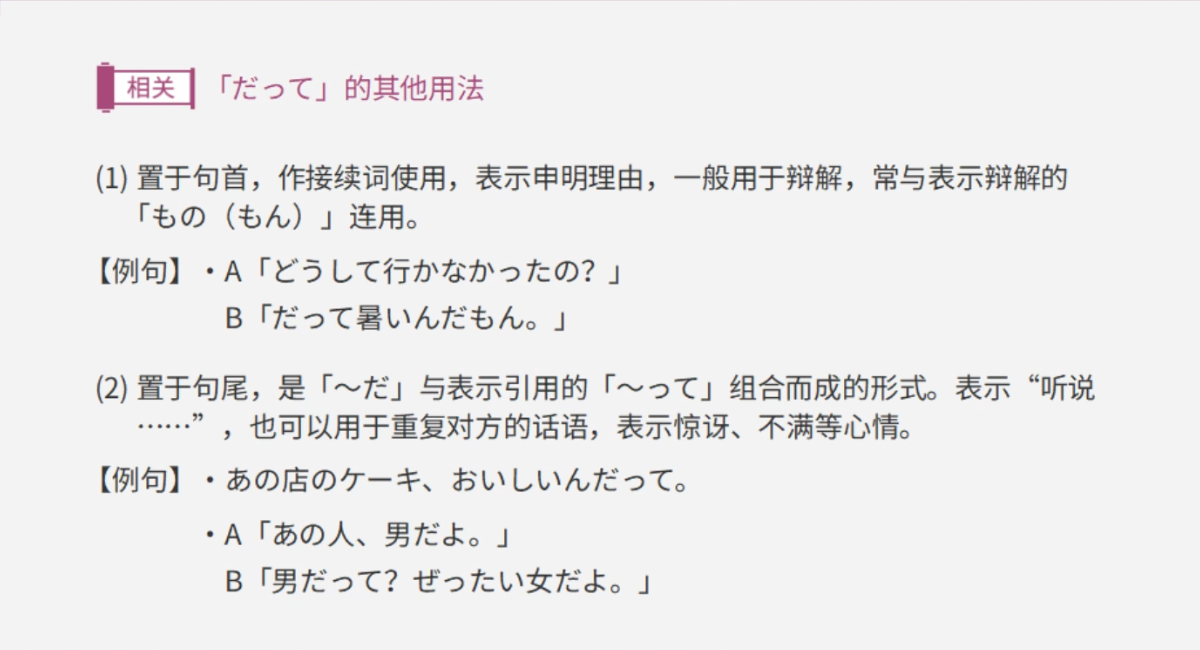 相关 「だって」的其他用法
(1) 置于句首，作接续词使用，表示申明理由，一般用于辩解，常与表示辩解的
「もの（もん）」连用。
【例句】・A「どうして行かなかったの？」
B「だって暑いんだもん。」
(2) 置于句尾，是「～だ」与表示引用的「～って」组合而成的形式。表示“听说
……”，也可以用于重复对方的话语，表示惊讶、不满等心情。
【例句】・あの店のケーキ、おいしいんだって。
・A「あの人、男だよ。」
B「男だって？ぜったい女だよ。」